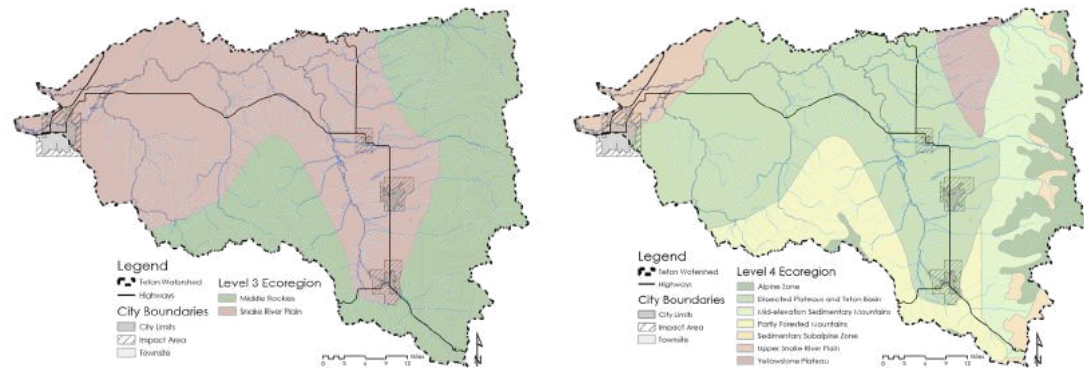 Legend
Teton Watershed
Highways
City Boundaries
City Limits
Impact Area
Townsite
Level 3 Ecoregion
Middle Rockies
Snake River Plain
Miles
N
Legend
Teton Watershed
Highways
City Boundaries
City Limits
Impact Area
Townsite
Level 4 Ecoregion
Alpine Zone
Dissected Plateaus and Teton Basin
Mid-elevation Sedimentary Mountains
Partly Forested Mountains
Sedimentary Subalpine Zone
Upper Snake River Plain
Yellowstone Plateau
Miles
N